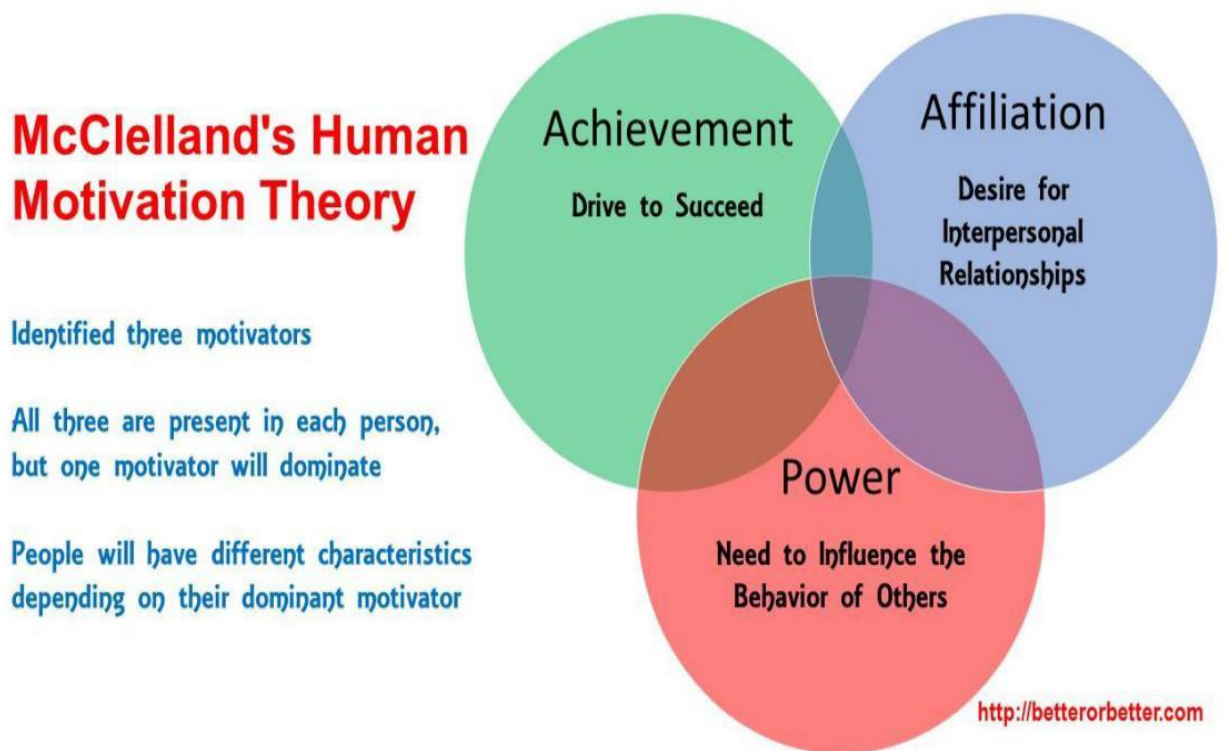 McClelland's Human
Motivation Theory
Identified three motivators
All three are present in each person,
but one motivator will dominate
People will have different characteristics
depending on their dominant motivator
Achievement
Drive to Succeed
Affiliation
Desire for
Interpersonal
Relationships
Power
Need to Influence the
Behavior of Others
http://betterorbetter.com